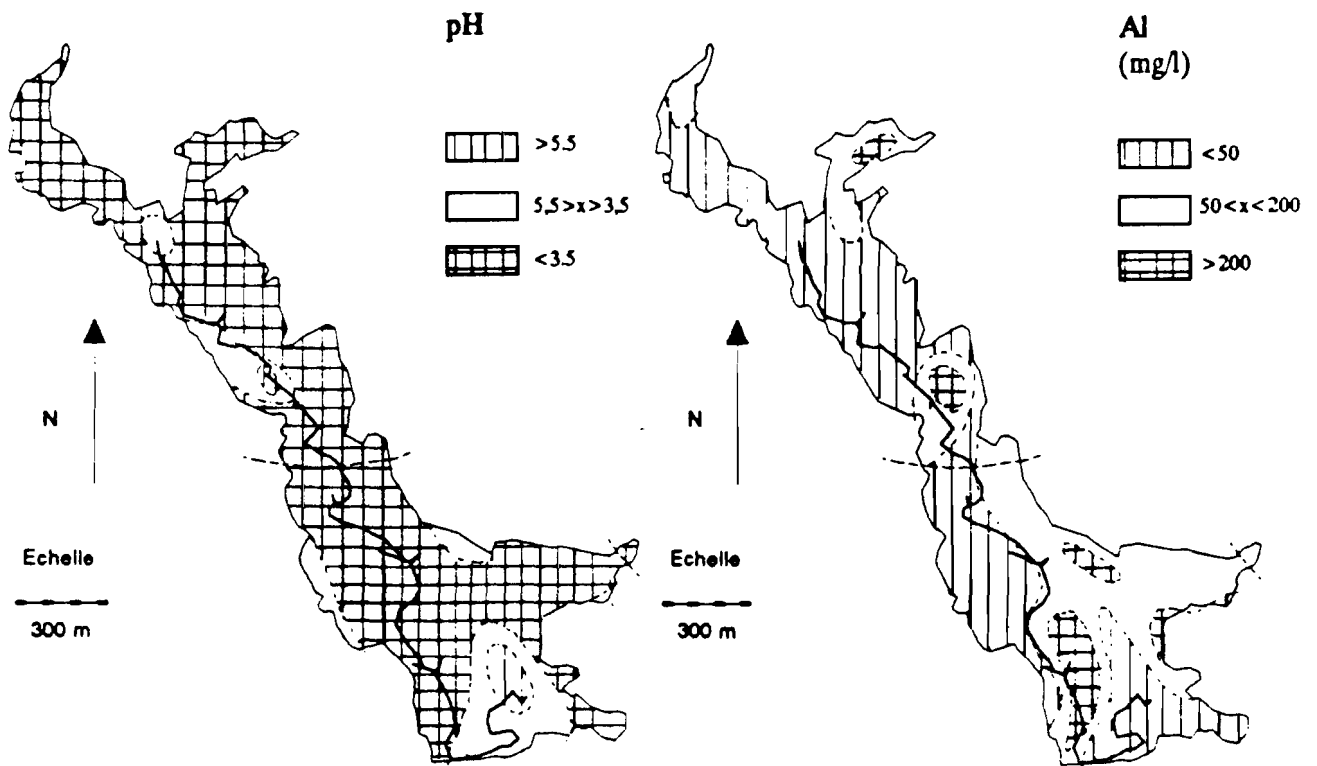 pH
>5.5
5,5>x>3,5
<3.5
N
Echelle
300 m
Al
(mg/l)
<50
50<x<200
>200
N
Echelle
300 m